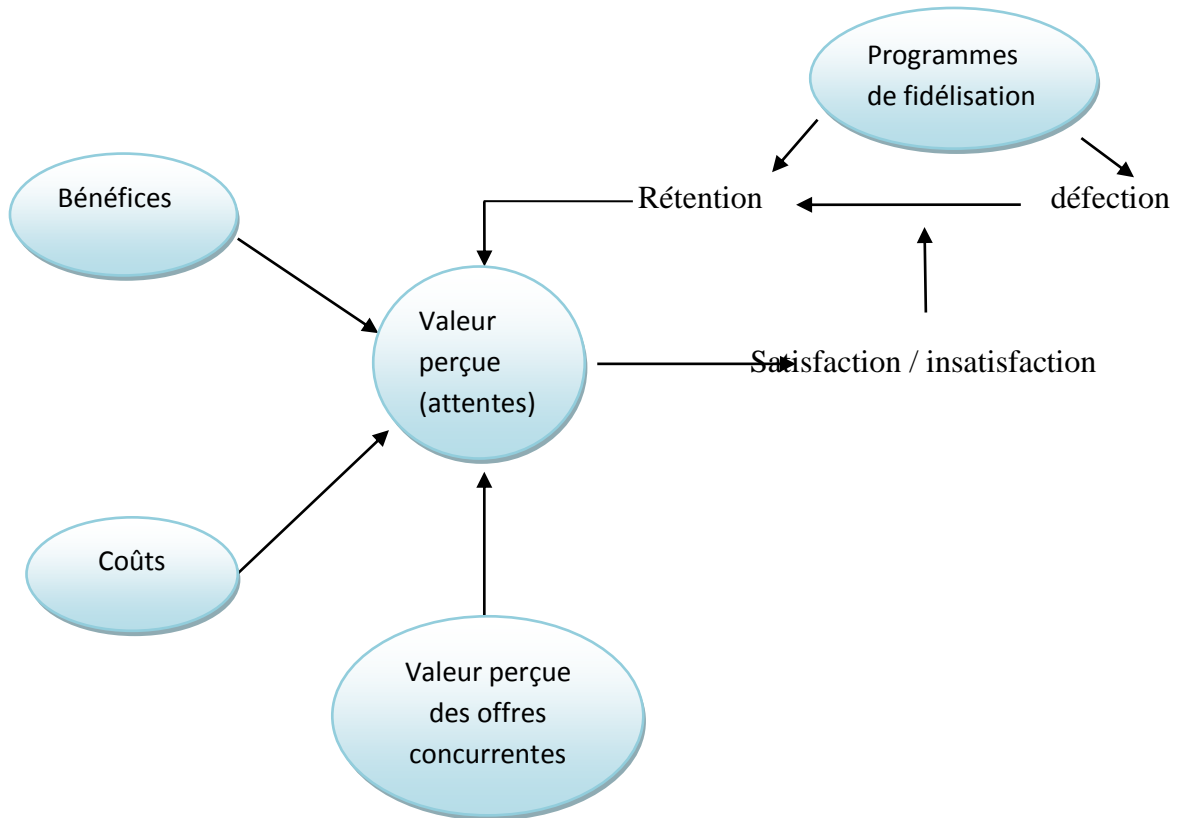 Programmes
de fidélisation
Bénéfices
Rétention
défection
Valeur
perçue
(attentes)
Satisfaction / insatisfaction
Coûts
Valeur perçue
des offres
concurrentes